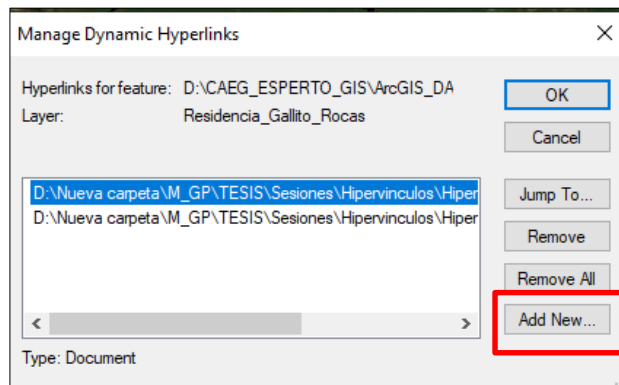 Manage Dynamic Hyperlinks
Hyperlinks for feature: D:\CAEG_ESPERTO_GIS\ArcGIS_DA
Layer: Residencia_Gallito_Rocas
OK
Cancel
D:\Nueva carpeta\M_GP\TESIS\Sesiones\Hipervinculos\Hiper
D:\Nueva carpeta\M_GP\TESIS\Sesiones\Hipervinculos\Hiper
Jump To...
Remove
Remove All
Add New...
Type: Document